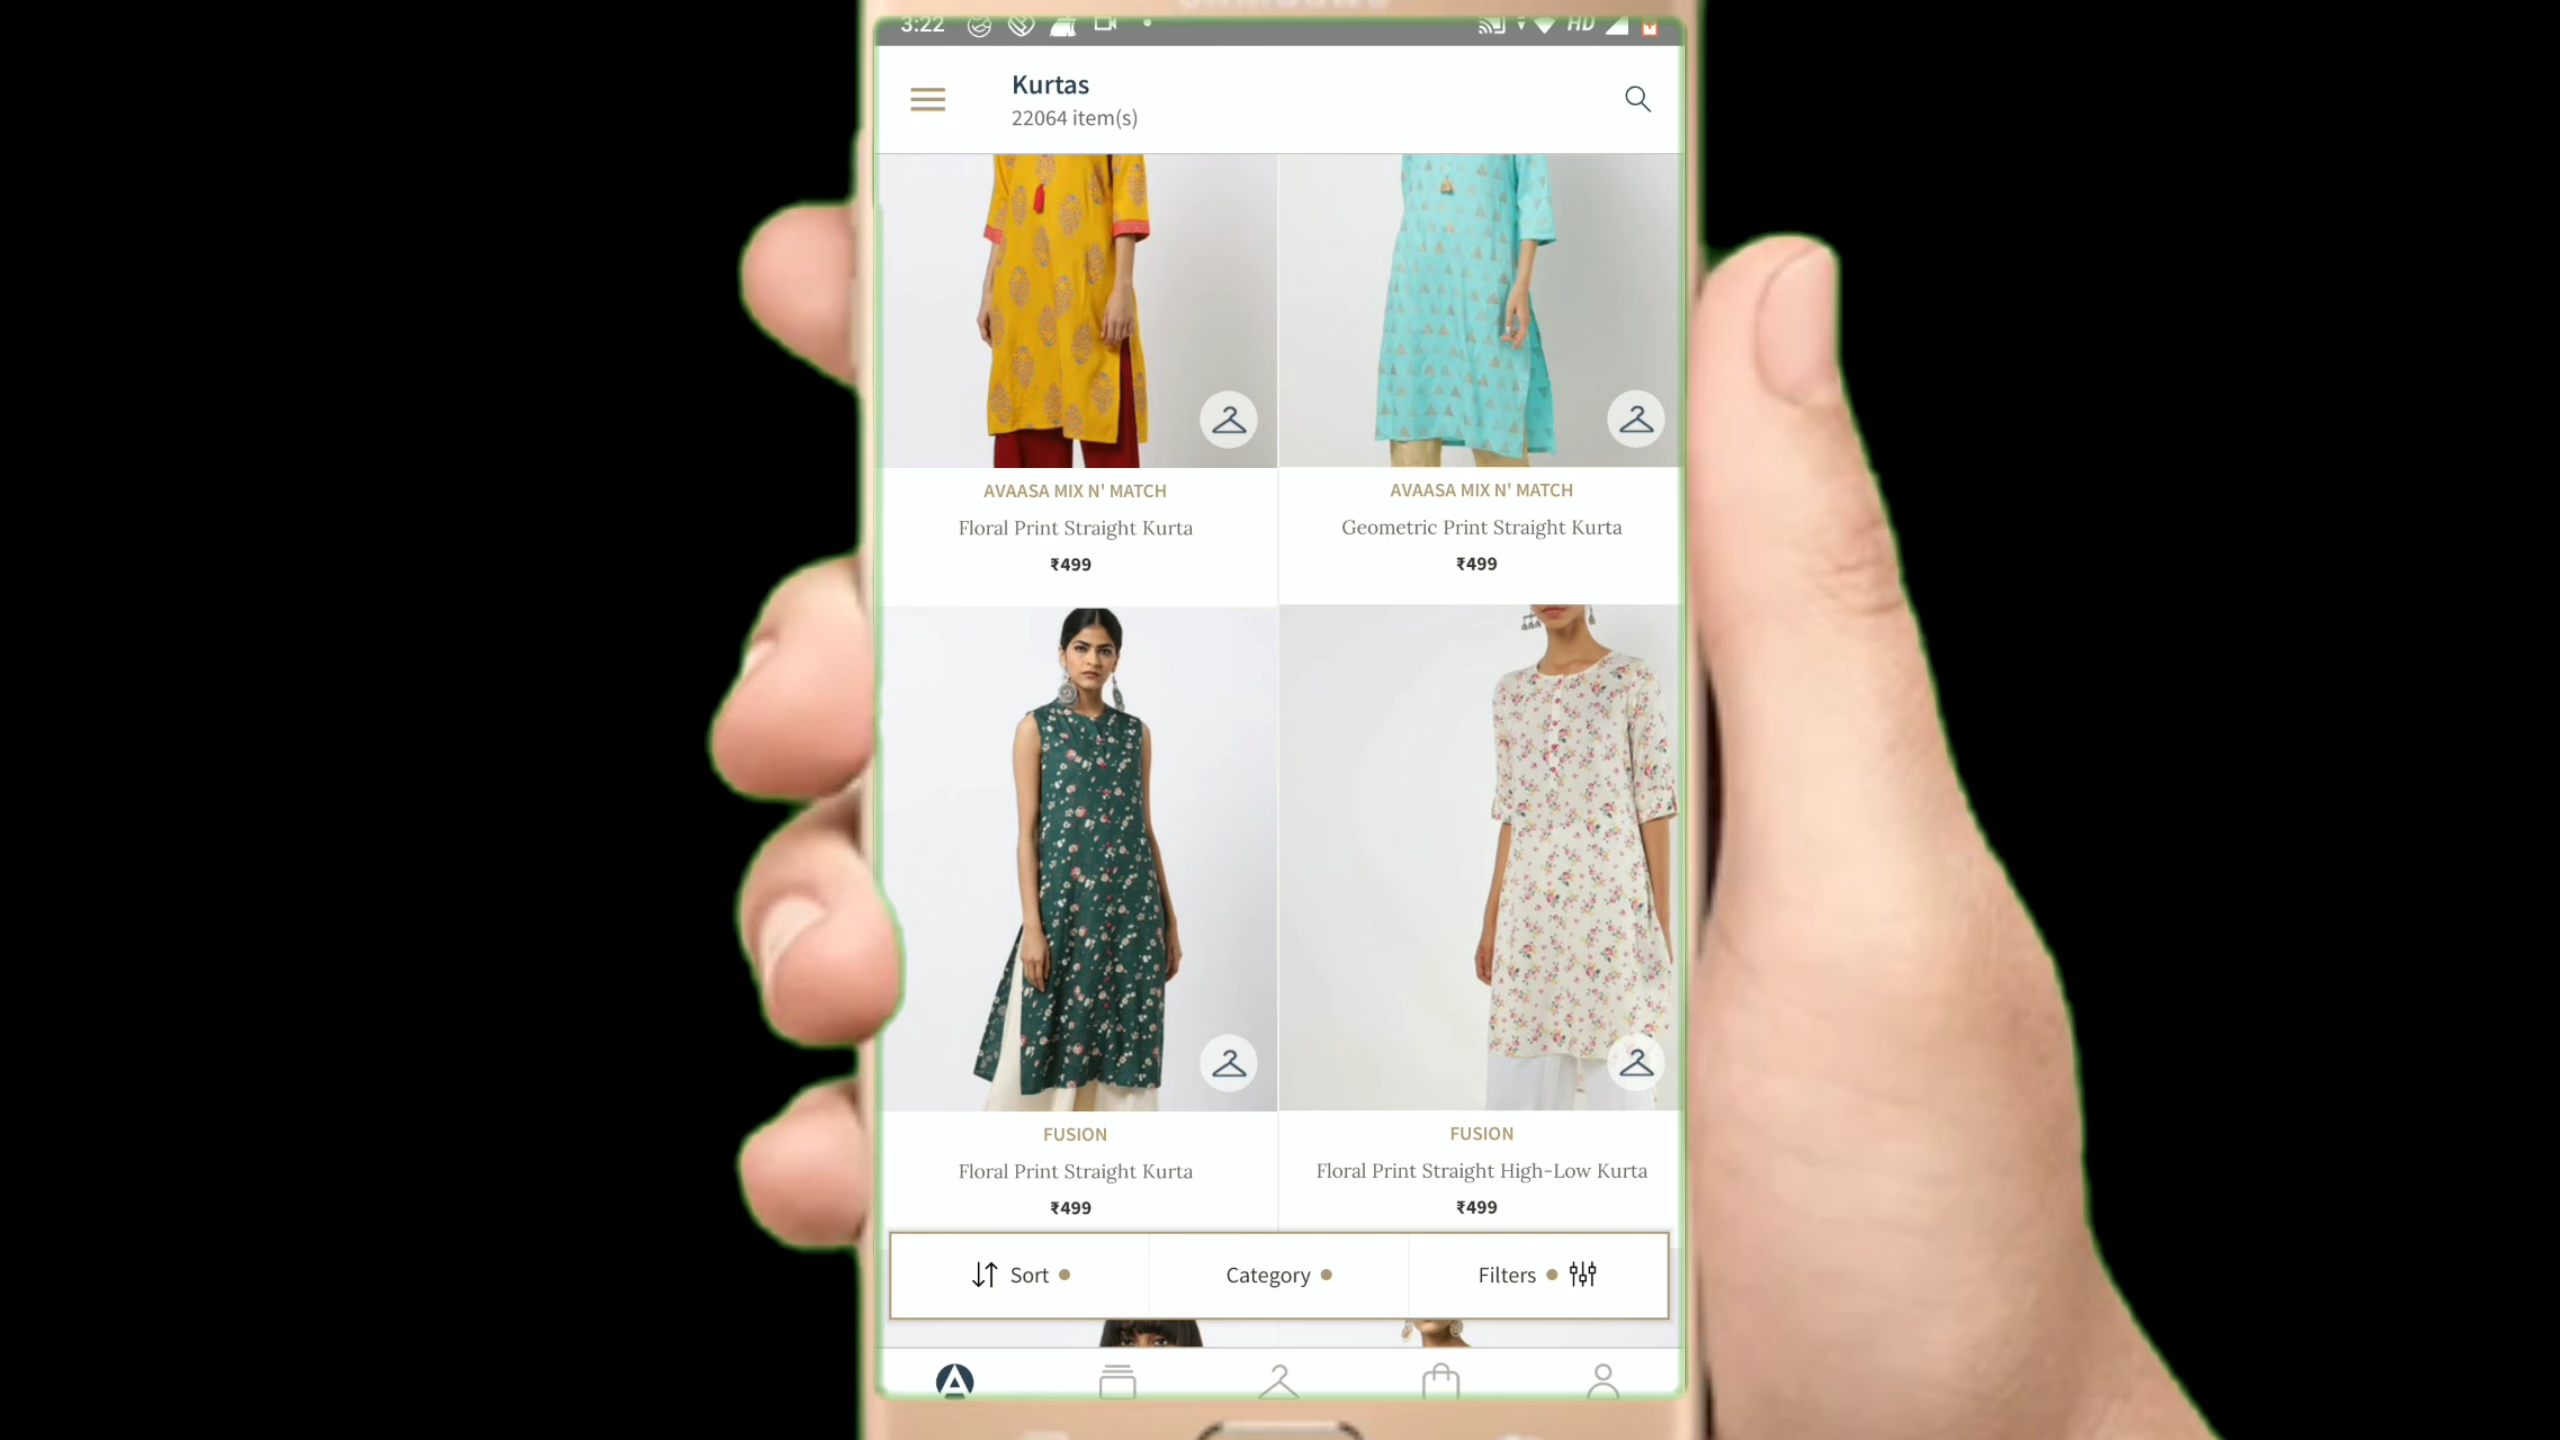 3:22
HD
Kurtas
22064 item(s)
AVAASA MIX N' MATCH
Floral Print Straight Kurta
₹499
AVAASA MIX N' MATCH
Geometric Print Straight Kurta
₹499
FUSION
Floral Print Straight Kurta
₹499
FUSION
Floral Print Straight High-Low Kurta
₹499
Sort
Category
Filters